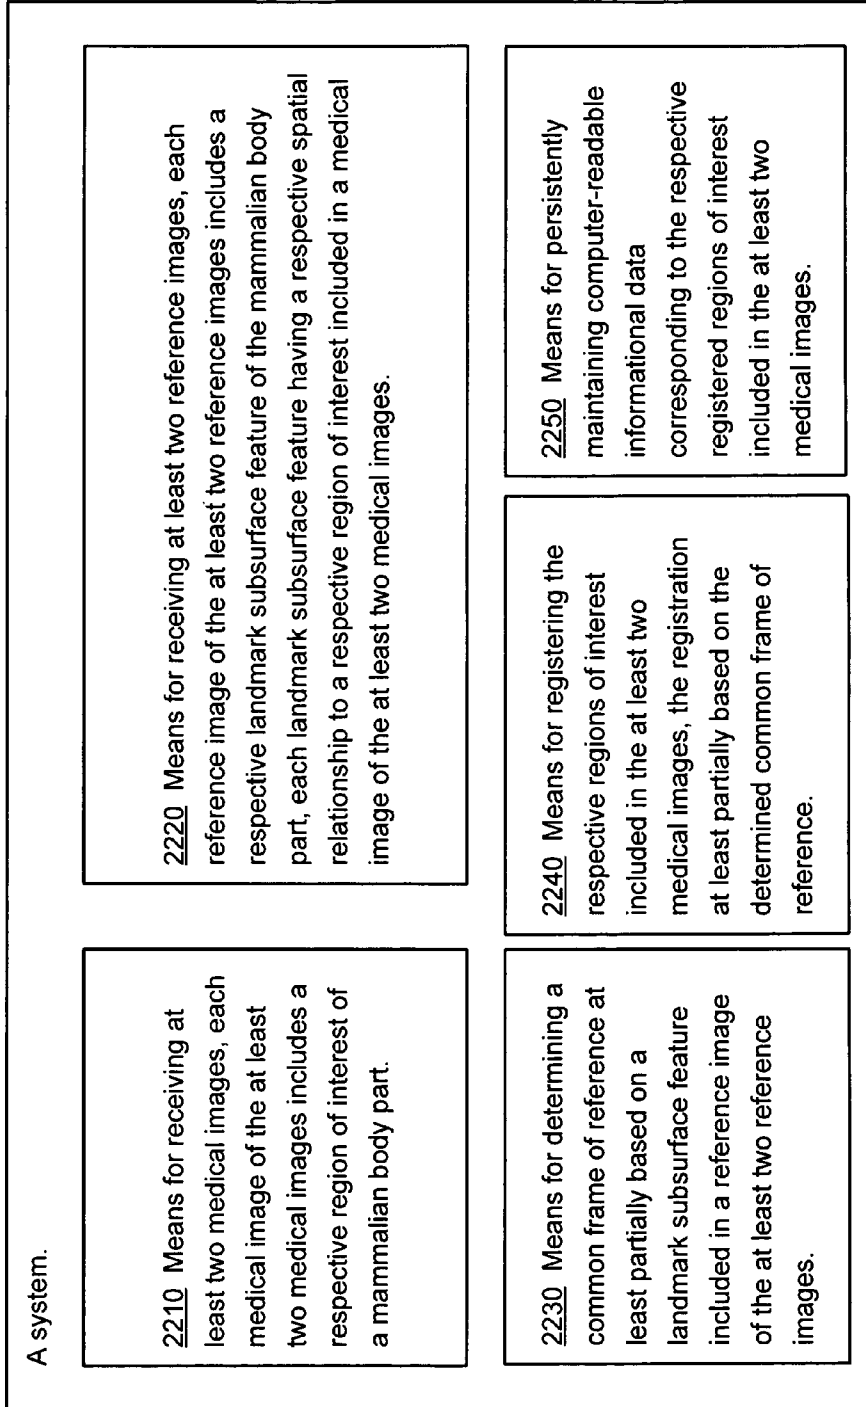 A system.
2210 Means for receiving at
least two medical images, each
medical image of the at least
two medical images includes a
respective region of interest of
a mammalian body part.
2220 Means for receiving at least two reference images, each
reference image of the at least two reference images includes a
respective landmark subsurface feature of the mammalian body
part, each landmark subsurface feature having a respective spatial
relationship to a respective region of interest included in a medical
image of the at least two medical images.
2230 Means for determining a
common frame of reference at
least partially based on a
landmark subsurface feature
included in a reference image
of the at least two reference
images.
2240 Means for registering the
respective regions of interest
included in the at least two
medical images, the registration
at least partially based on the
determined common frame of
reference.
2250 Means for persistently
maintaining computer-readable
informational data
corresponding to the respective
registered regions of interest
included in the at least two
medical images.